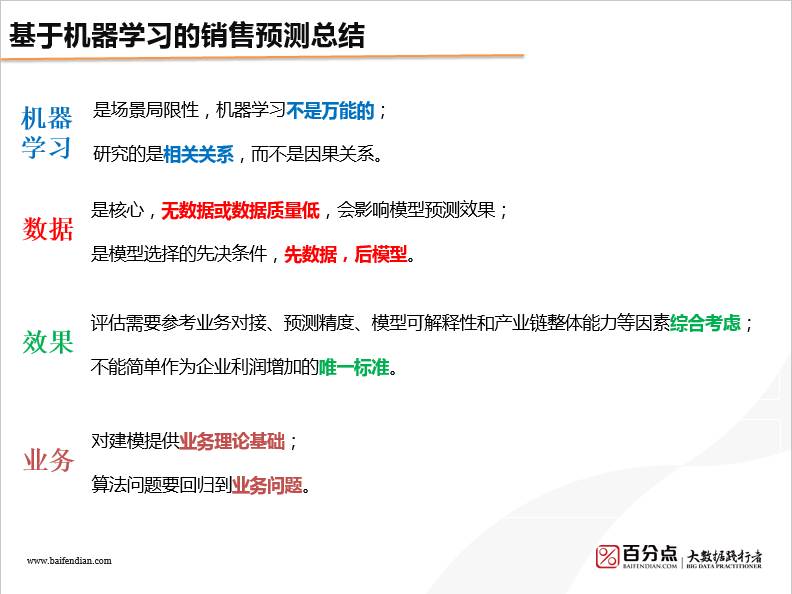 基于机器学习的销售预测总结
机器
学习
是场景局限性，机器学习不是万能的；
研究的是相关关系，而不是因果关系。
数据
是核心，无数据或数据质量低，会影响模型预测效果；
是模型选择的先决条件，先数据，后模型。
效果
评估需要参考业务对接、预测精度、模型可解释性和产业链整体能力等因素综合考虑；
不能简单作为企业利润增加的唯一标准。
业务
对建模提供业务理论基础；
算法问题要回归到业务问题。
www.baifendian.com
百分点
BAIFENDIAN.COM
大数据践行者
BIG DATA PRACTITIONER